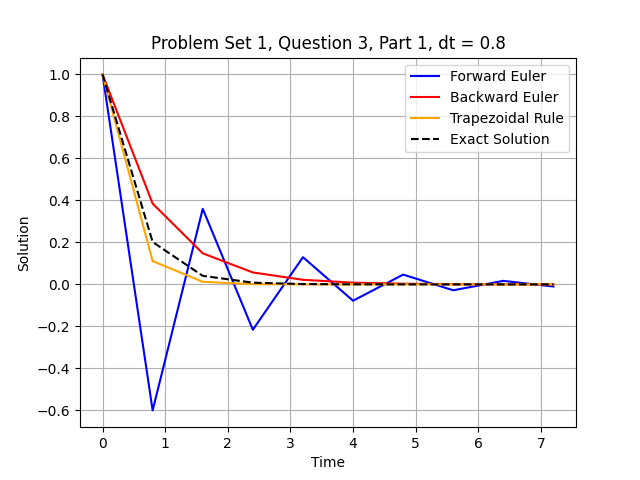 Problem Set 1, Question 3, Part 1, dt = 0.8
Forward Euler
Backward Euler
Trapezoidal Rule
Exact Solution
1.0
0.8
0.6
0.4
0.2
0.0
−0.2
−0.4
−0.6
Solution
0 1 2 3 4 5 6 7
Time